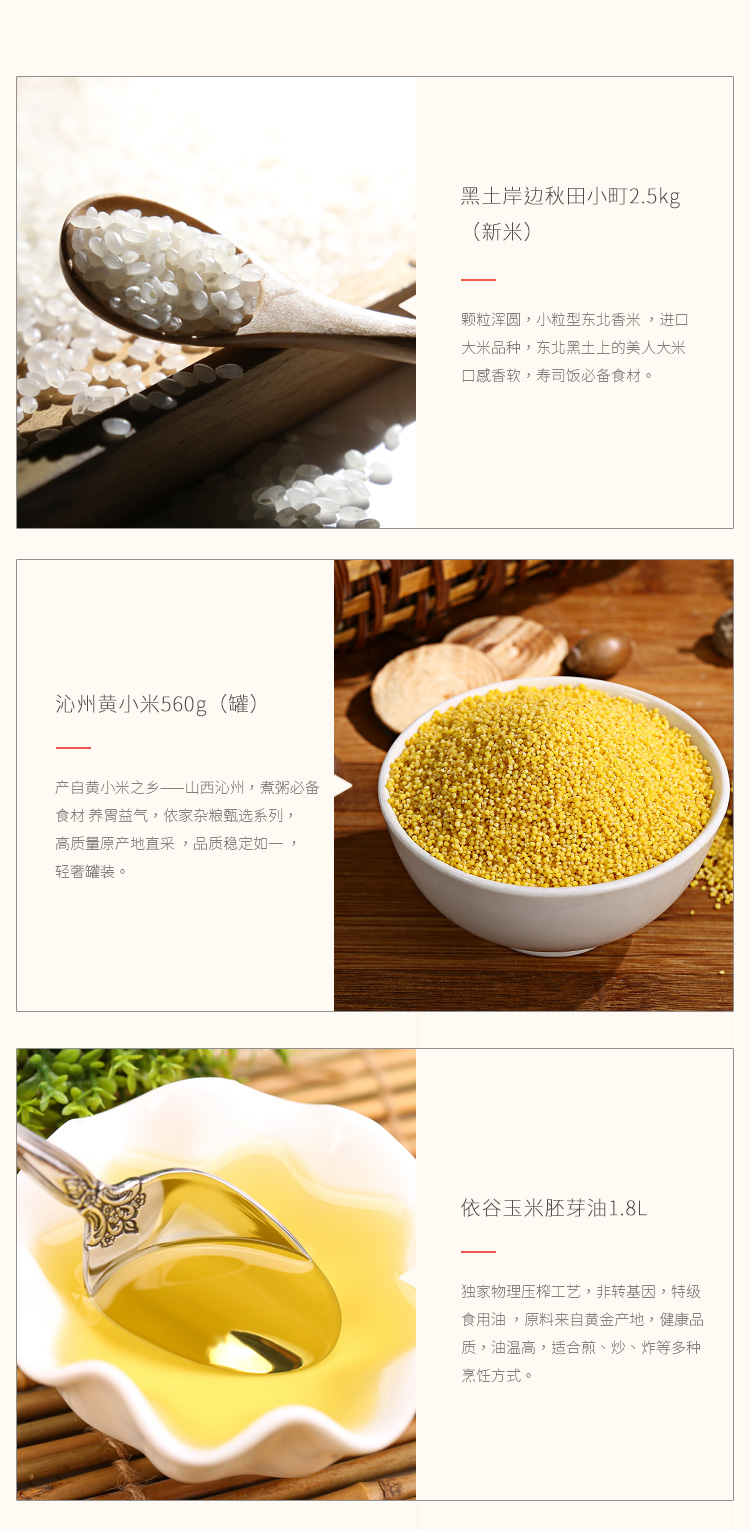 黑土岸边秋田小町2.5kg
（新米）
颗粒浑圆，小粒型东北香米 ，进口
大米品种，东北黑土上的美人大米
口感香软，寿司饭必备食材。
沁州黄小米560g（罐）
产自黄小米之乡——山西沁州，煮粥必备
食材 养胃益气，依家杂粮甄选系列，
高质量原产地直采 ，品质稳定如一 ，
轻奢罐装。
依谷玉米胚芽油1.8L
独家物理压榨工艺，非转基因，特级
食用油 ，原料来自黄金产地，健康品
质，油温高，适合煎、炒、炸等多种
烹饪方式。